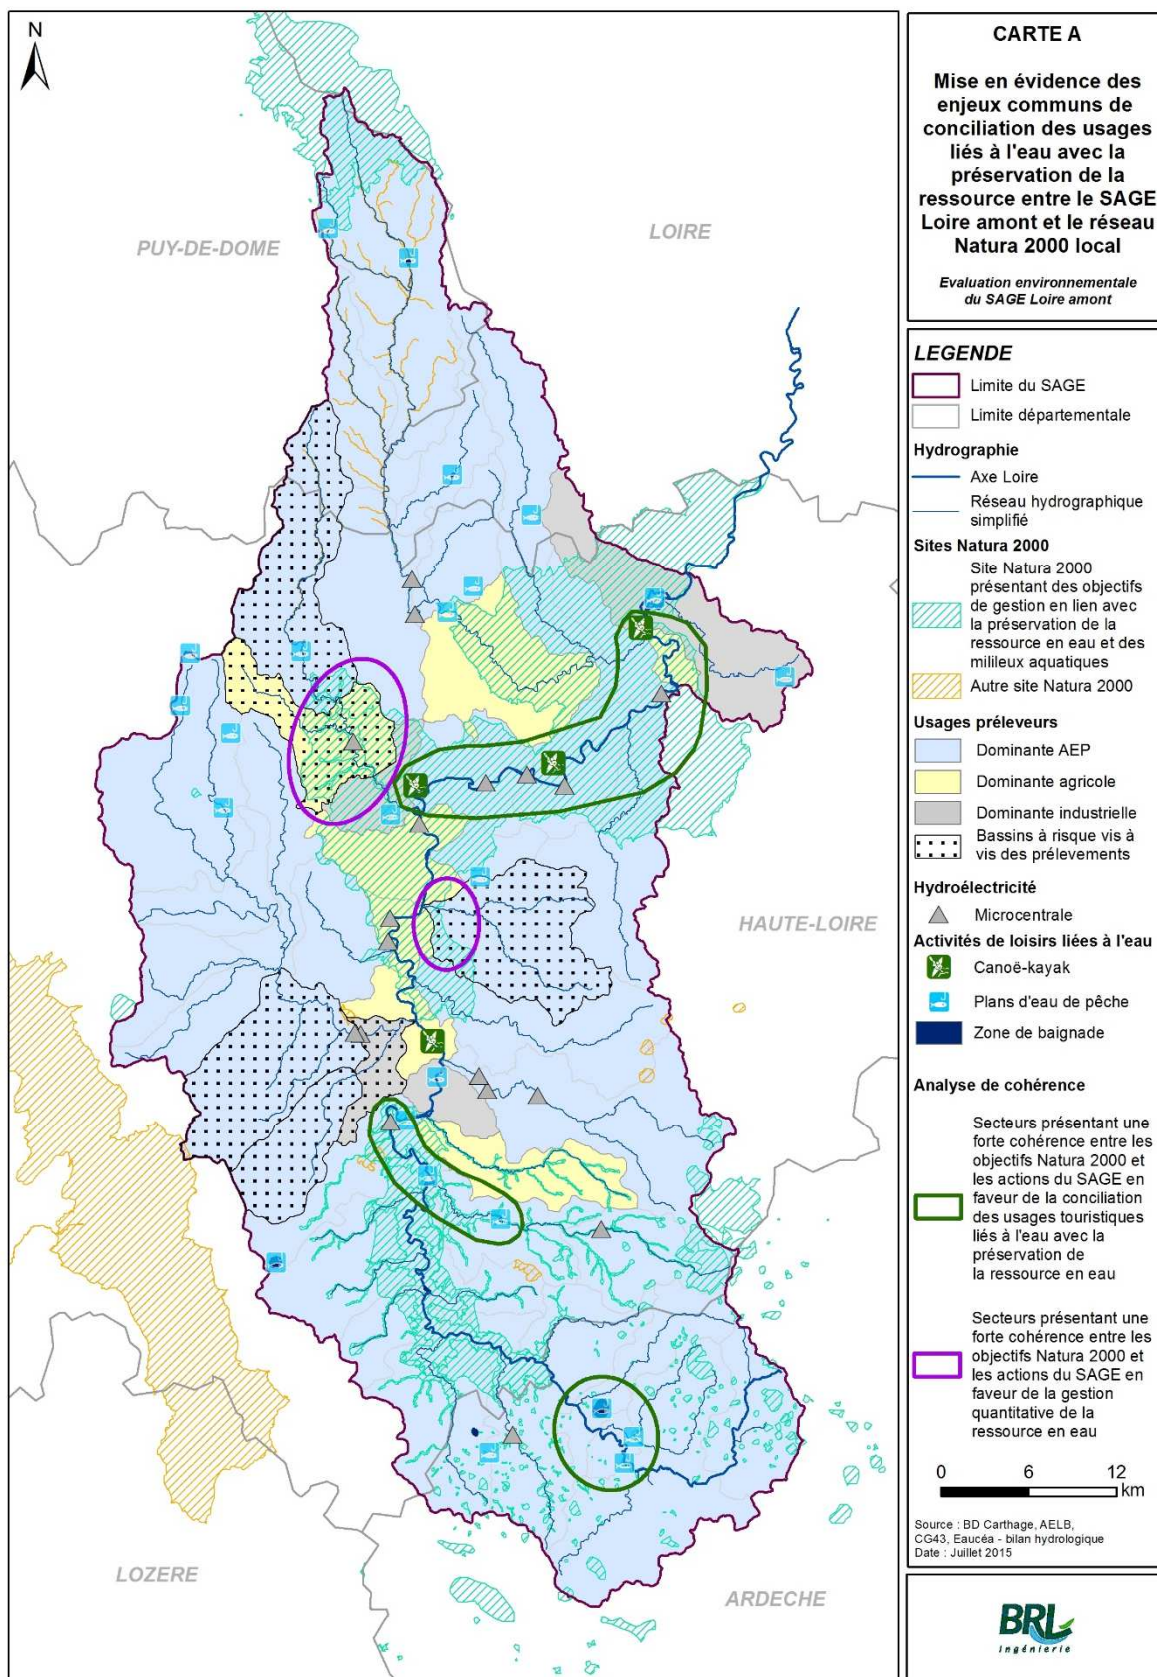 N
PUY-DE-DOME
LOIRE
HAUTE-LOIRE
LOZERE
ARDECHE
CARTE A
Mise en évidence des
enjeux communs de
conciliation des usages
liés à l'eau avec la
préservation de la
ressource entre le SAGE
Loire amont et le réseau
Natura 2000 local
Evaluation environnementale
du SAGE Loire amont
LEGENDE
Limite du SAGE
Limite départementale
Hydrographie
Axe Loire
Réseau hydrographique
simplifié
Sites Natura 2000
Site Natura 2000
présentant des objectifs
de gestion en lien avec
la préservation de la
ressource en eau et des
milileux aquatiques
Autre site Natura 2000
Usages préleveurs
Dominante AEP
Dominante agricole
Dominante industrielle
Bassins à risque vis à
vis des prélevements
Hydroélectricité
Microcentrale
Activités de loisirs liées à l'eau
Canoë-kayak
Plans d'eau de pêche
Zone de baignade
Analyse de cohérence
Secteurs présentant une
forte cohérence entre les
objectifs Natura 2000 et
les actions du SAGE en
faveur de la conciliation
des usages touristiques
liés à l'eau avec la
préservation de
la ressource en eau
Secteurs présentant une
forte cohérence entre les
objectifs Natura 2000 et
les actions du SAGE en
faveur de la gestion
quantitative de la
ressource en eau
0 6 12
km
Source : BD Carthage, AELB,
CG43, Eaucéa - bilan hydrologique
Date : Juillet 2015
BRL
Ingénierie